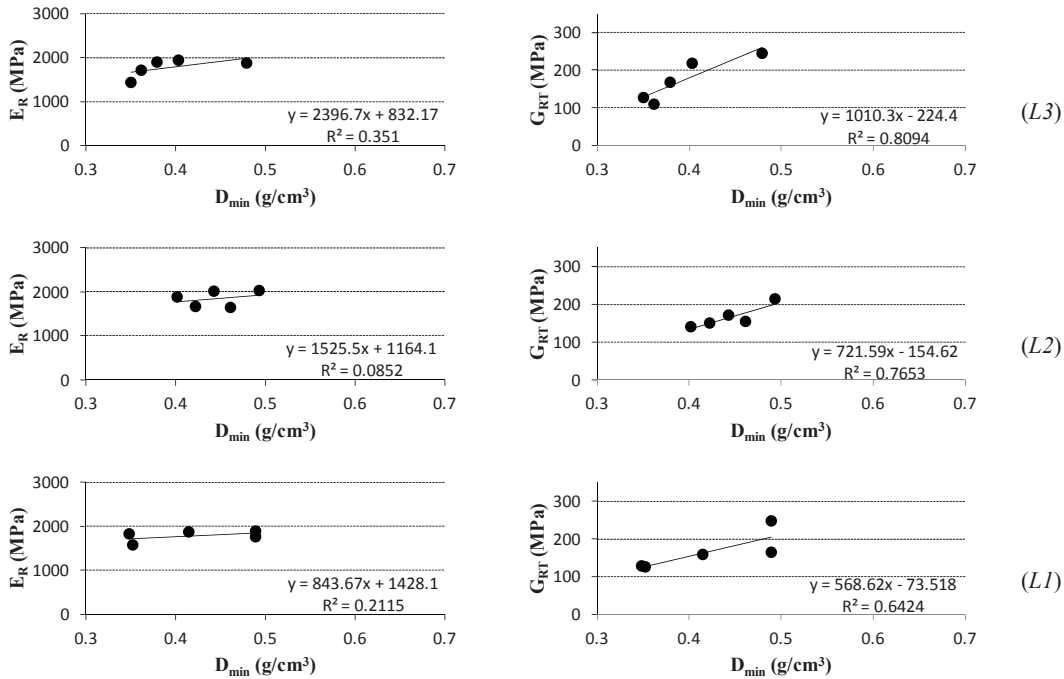 3000
2000
1000
0
E_R (MPa)
y = 2396.7x + 832.17
R² = 0.351
0.3 0.4 0.5 0.6 0.7
D_min (g/cm³)
300
200
100
0
G_RT (MPa)
y = 1010.3x - 224.4
R² = 0.8094
0.3 0.4 0.5 0.6 0.7
D_min (g/cm³)
(L3)
3000
2000
1000
0
E_R (MPa)
y = 1525.5x + 1164.1
R² = 0.0852
0.3 0.4 0.5 0.6 0.7
D_min (g/cm³)
300
200
100
0
G_RT (MPa)
y = 721.59x - 154.62
R² = 0.7653
0.3 0.4 0.5 0.6 0.7
D_min (g/cm³)
(L2)
3000
2000
1000
0
E_R (MPa)
y = 843.67x + 1428.1
R² = 0.2115
0.3 0.4 0.5 0.6 0.7
D_min (g/cm³)
300
200
100
0
G_RT (MPa)
y = 568.62x - 73.518
R² = 0.6424
0.3 0.4 0.5 0.6 0.7
D_min (g/cm³)
(L1)